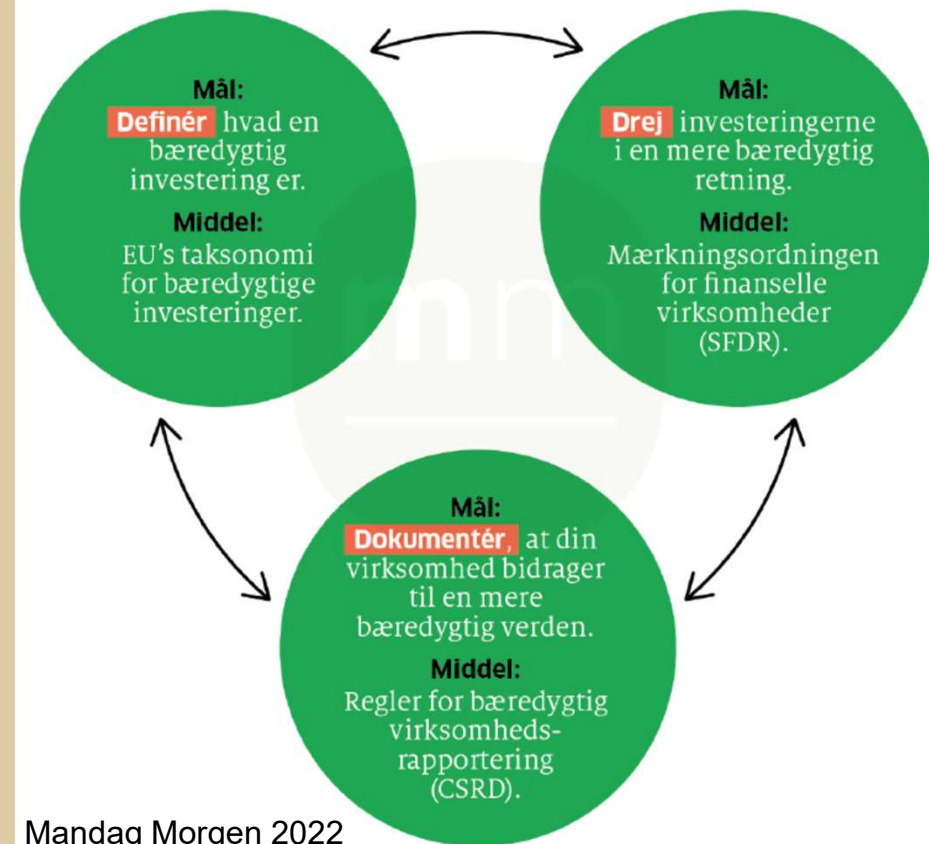 Mål:
Definér hvad en
bæredygtig
investering er.
Middel:
EU's taksonomi
for bæredygtige
investeringer.
Mål:
Drej investeringerne
i en mere bæredygtig
retning.
Middel:
Mærkningsordningen
for finanselle
virksomheder
(SFDR).
mm
Mål:
Dokumentér, at din
virksomhed bidrager
til en mere
bæredygtig verden.
Middel:
Regler for bæredygtig
virksomheds-
rapportering
(CSRD).
Mandag Morgen 2022